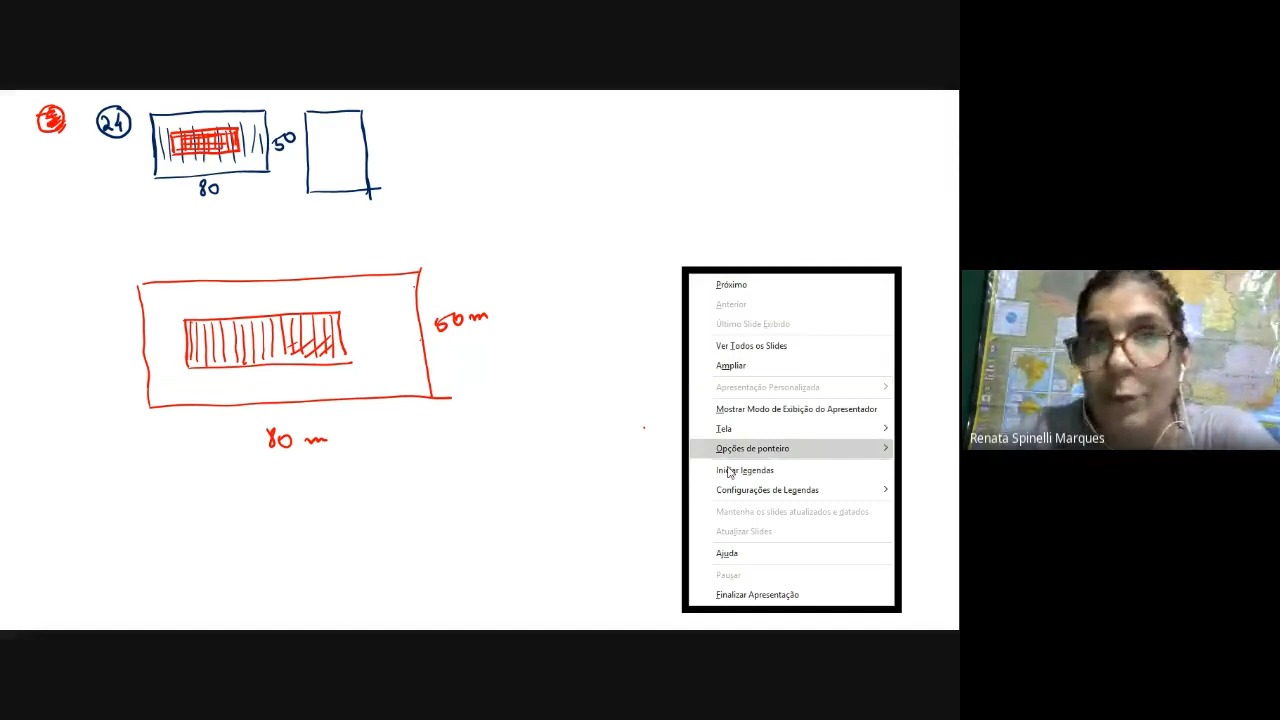 24
50
80
50 m
80 m
Próximo
Anterior
Último Slide Exibido
Ver Todos os Slides
Ampliar
Apresentação Personalizada
Mostrar Modo de Exibição do Apresentador
Tela
Opções de ponteiro
Iniciar legendas
Configurações de Legendas
Mantenha os slides atualizados e datados
Atualizar Slides
Ajuda
Pausar
Finalizar Apresentação
Renata Spinelli Marques